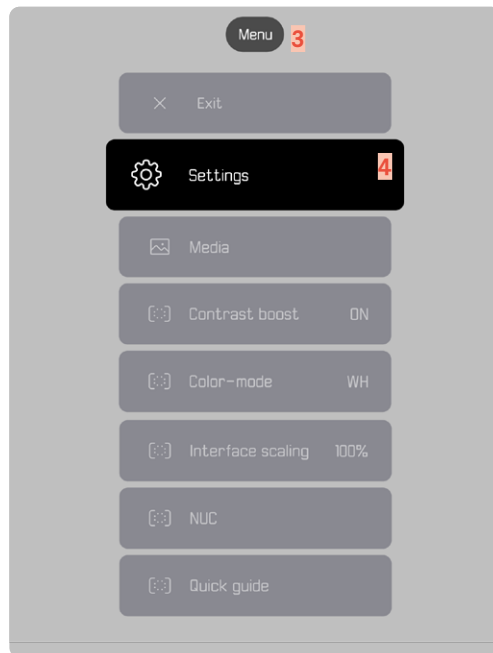 Menu 3
Exit
Settings 4
Media
Contrast boost ON
Color-mode WH
Interface scaling 100%
NUC
Quick guide